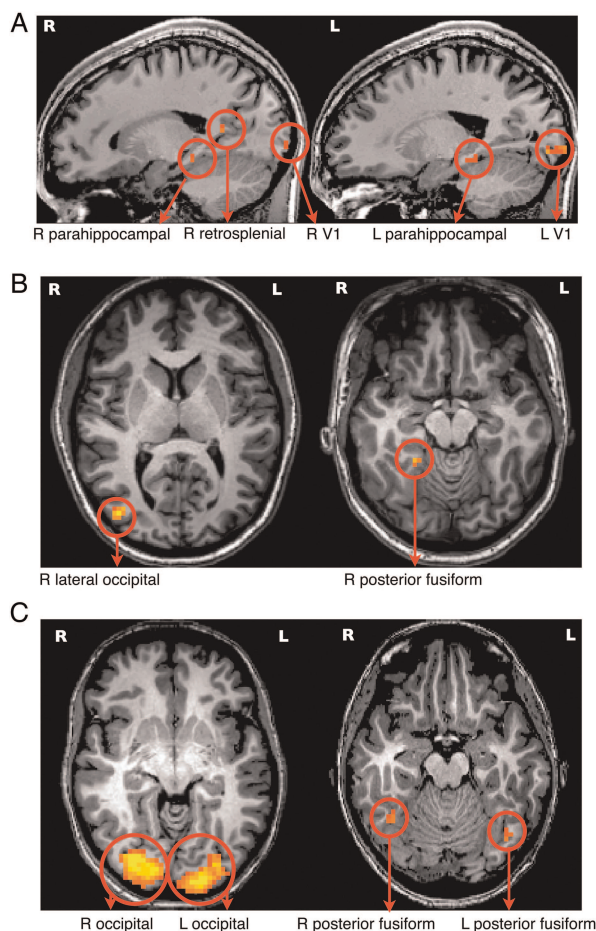 A
R L
R parahippocampal R retrosplenial R V1 L parahippocampal L V1
B
R L R L
R lateral occipital R posterior fusiform
C
R L R L
R occipital L occipital R posterior fusiform L posterior fusiform